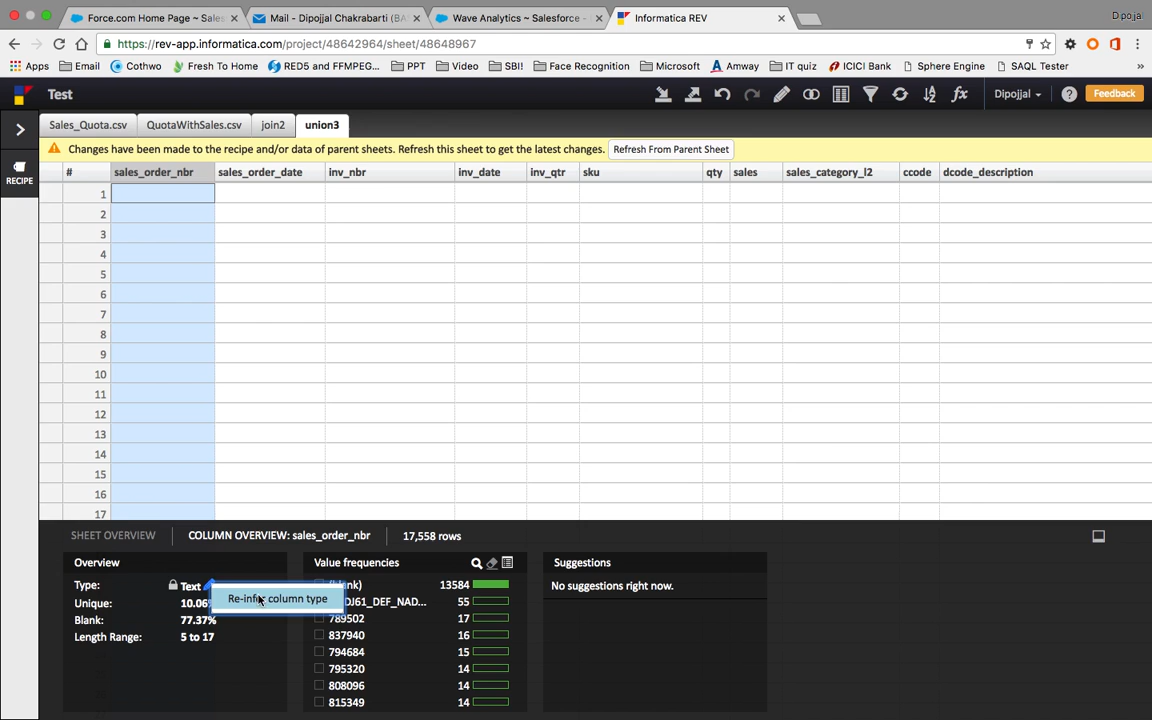 Force.com Home Page ~ Sales
Mail - Dipojjal Chakrabarti (BA
Wave Analytics ~ Salesforce -
Informatica REV
Dipojjal
https://rev-app.informatica.com/project/48642964/sheet/48648967
Apps
Email
Cothwo
Fresh To Home
RED5 and FFMPEG...
PPT
Video
SBI!
Face Recognition
Microsoft
Amway
IT quiz
ICICI Bank
Sphere Engine
SAQL Tester
»
Test
fx
Dipojjal
?
Feedback
RECIPE
Sales_Quota.csv
QuotaWithSales.csv
join2
union3
Changes have been made to the recipe and/or data of parent sheets. Refresh this sheet to get the latest changes.
Refresh From Parent Sheet
# sales_order_nbr sales_order_date inv_nbr inv_date inv_qtr sku qty sales sales_category_l2 ccode dcode_description
1
2
3
4
5
6
7
8
9
10
11
12
13
14
15
16
17
SHEET OVERVIEW
COLUMN OVERVIEW: sales_order_nbr
17,558 rows
Overview
Type: Text
Unique: 10.06
Blank: 77.37%
Length Range: 5 to 17
Re-infer column type
Value frequencies
13584
J61_DEF_NAD... 55
789502 17
837940 16
794684 15
795320 14
808096 14
815349 14
Suggestions
No suggestions right now.